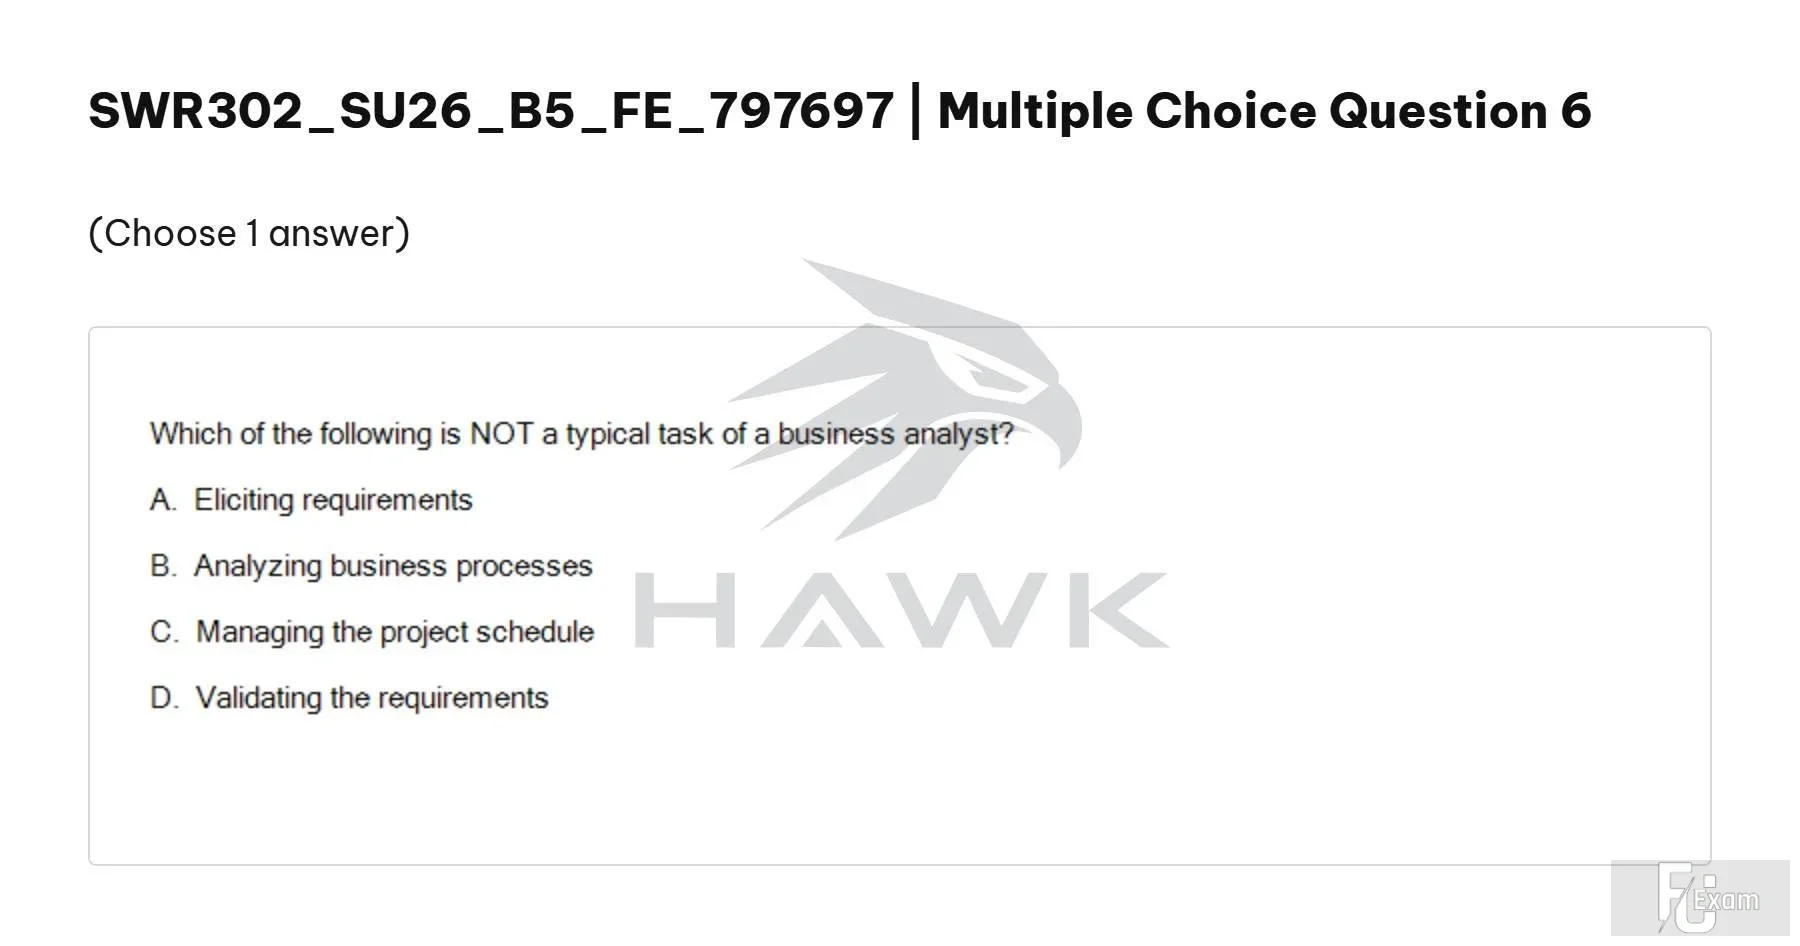 SWR302_SU26_B5_FE_797697 | Multiple Choice Question 6
(Choose 1 answer)
Which of the following is NOT a typical task of a business analyst?
A. Eliciting requirements
B. Analyzing business processes
C. Managing the project schedule
D. Validating the requirements
HAWK
FU Exam